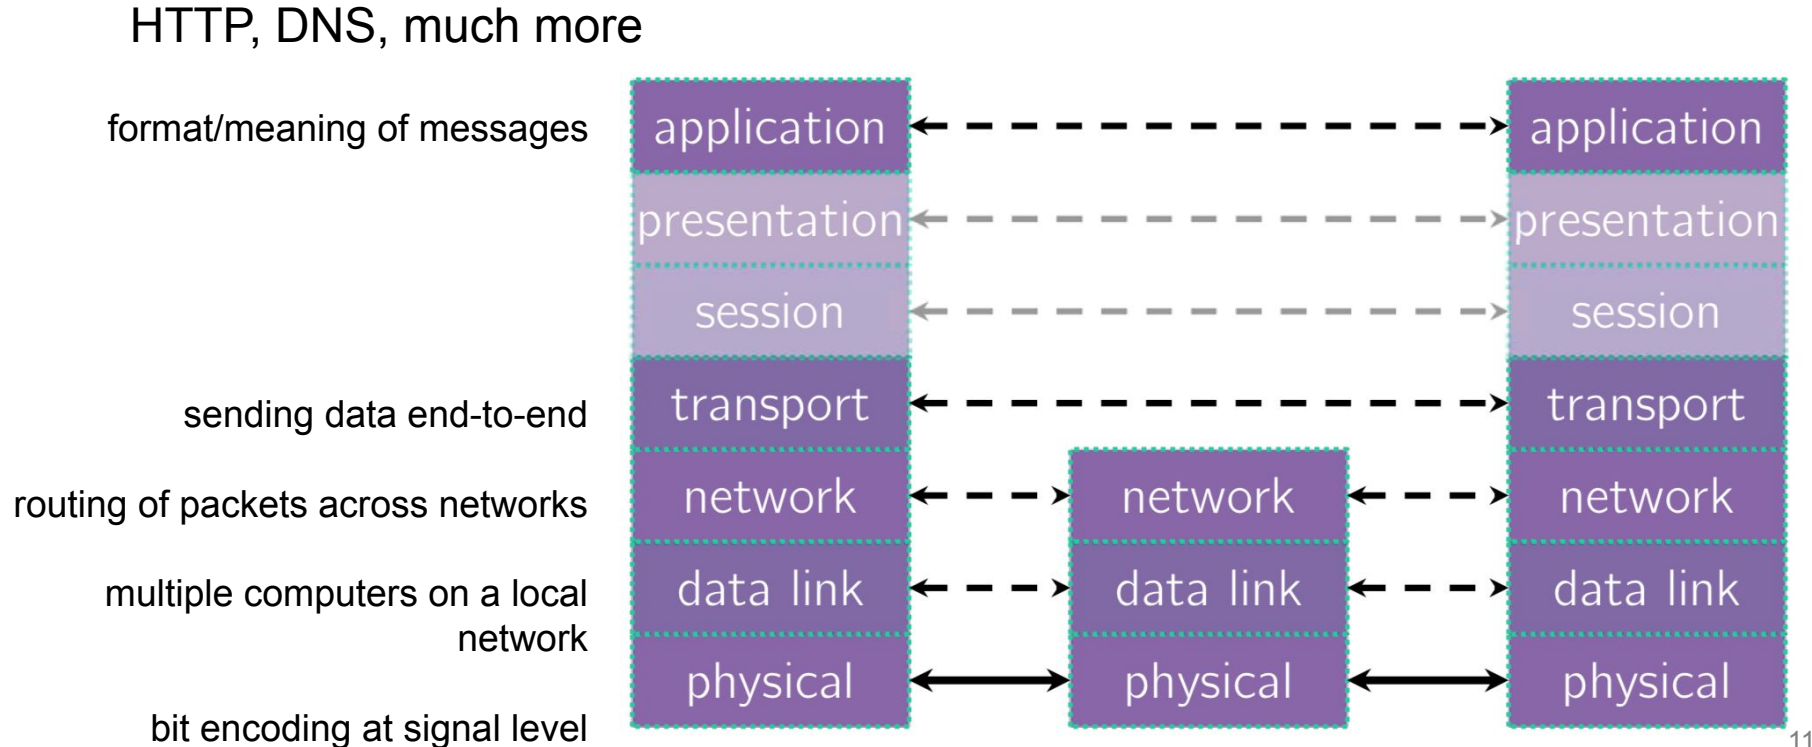 HTTP, DNS, much more
format/meaning of messages
application
application
presentation
presentation
session
session
sending data end-to-end
transport
transport
routing of packets across networks
network
network
network
multiple computers on a local
network
data link
data link
data link
physical
physical
physical
bit encoding at signal level
11